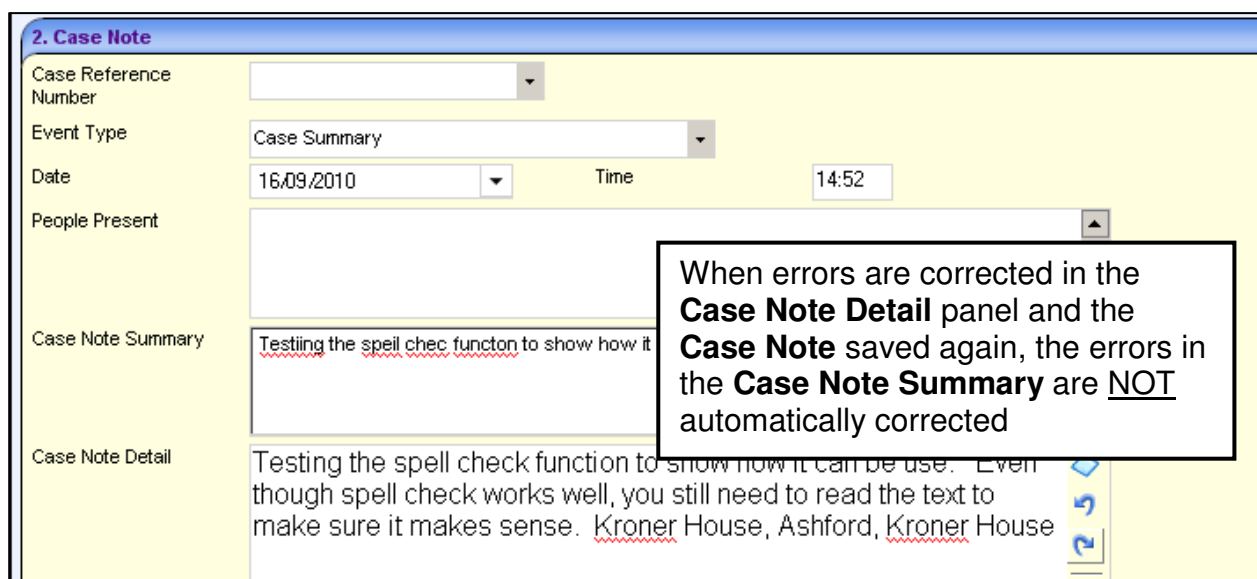 2. Case Note
Case Reference
Number
Event Type
Case Summary
Date
16/09/2010
Time
14:52
People Present
When errors are corrected in the
Case Note Detail panel and the
Case Note saved again, the errors in
the Case Note Summary are NOT
automatically corrected
Case Note Summary
Testiing the speil chec functon to show how it
Case Note Detail
Testing the spell check function to show how it can be use. Even
though spell check works well, you still need to read the text to
make sure it makes sense. Kroner House, Ashford, Kroner House